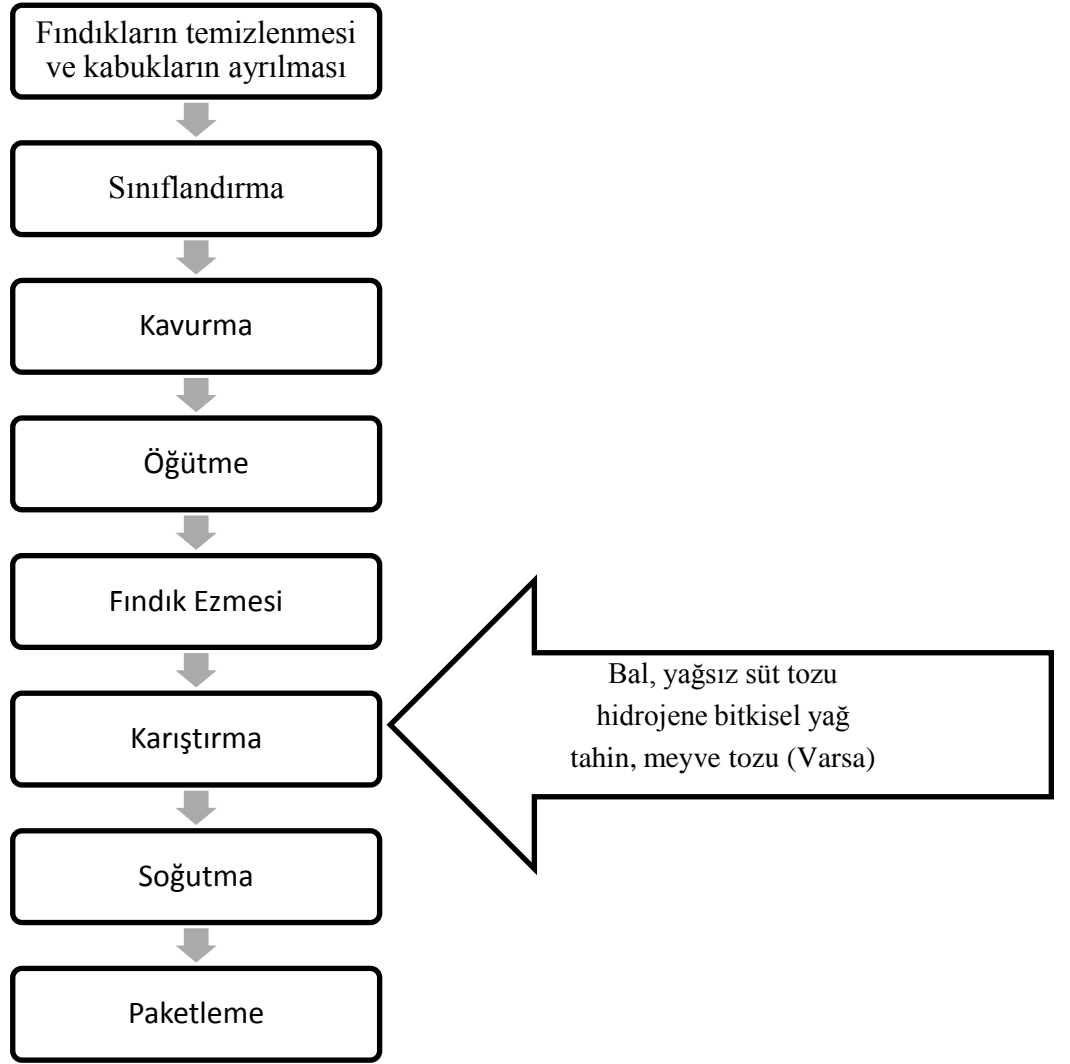 Fındıkların temizlenmesi
ve kabukların ayrılması
Sınıflandırma
Kavurma
Öğütme
Fındık Ezmesi
Karıştırma
Bal, yağsız süt tozu
hidrojene bitkisel yağ
tahin, meyve tozu (Varsa)
Soğutma
Paketleme